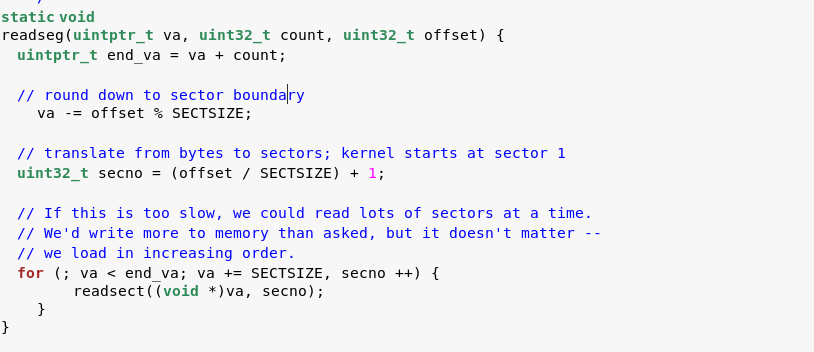 static void
readseg(uintptr_t va, uint32_t count, uint32_t offset) {
uintptr_t end_va = va + count;
// round down to sector boundary
va -= offset % SECTSIZE;
// translate from bytes to sectors; kernel starts at sector 1
uint32_t secno = (offset / SECTSIZE) + 1;
// If this is too slow, we could read lots of sectors at a time.
// We'd write more to memory than asked, but it doesn't matter --
// we load in increasing order.
for (; va < end_va; va += SECTSIZE, secno ++) {
readsect((void *)va, secno);
}
}